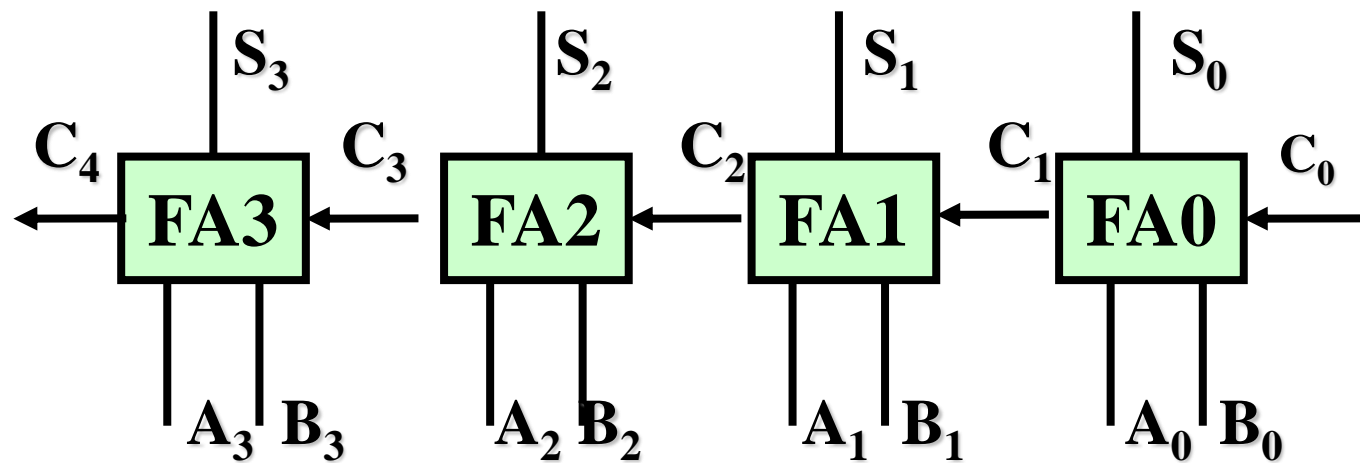 S₃ S₂ S₁ S₀
C₄ C₃ C₂ C₁ C₀
FA3 FA2 FA1 FA0
A₃ B₃ A₂ B₂ A₁ B₁ A₀ B₀